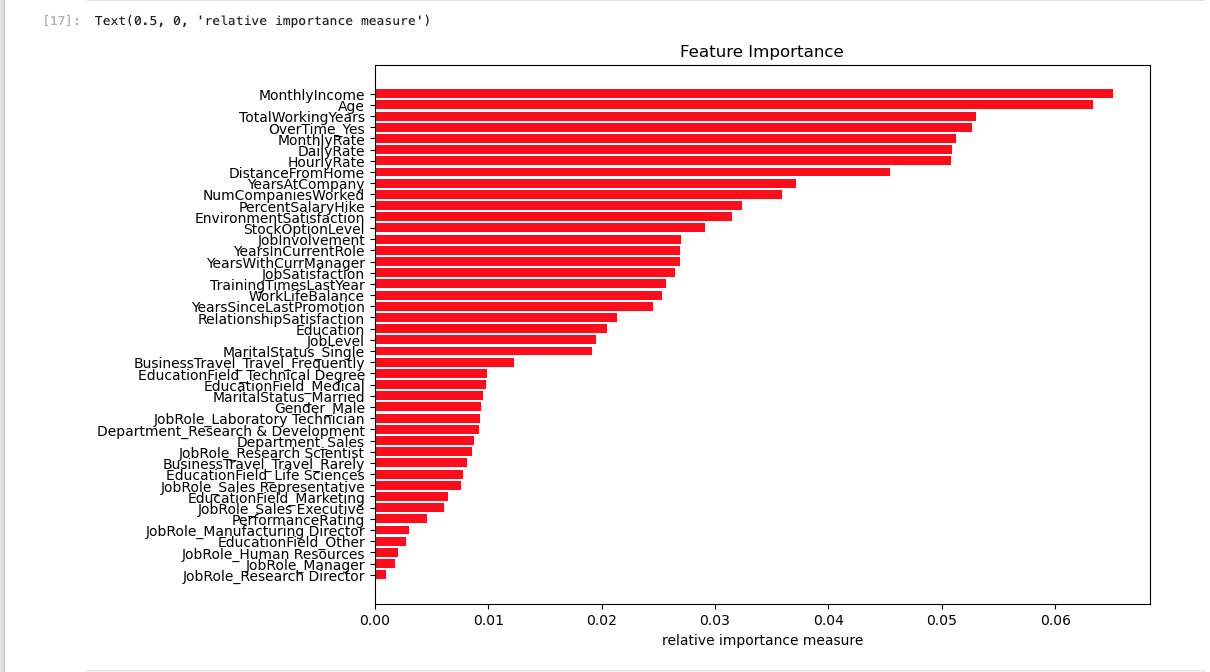 [17]: Text(0.5, 0, 'relative importance measure')
Feature Importance
MonthlyIncome
Age
TotalWorkingYears
OverTime_Yes
MonthlyRate
DailyRate
HourlyRate
DistanceFromHome
YearsAtCompany
NumCompaniesWorked
PercentSalaryHike
EnvironmentSatisfaction
StockOptionLevel
JobInvolvement
YearsInCurrentRole
YearsWithCurrManager
JobSatisfaction
TrainingTimesLastYear
WorkLifeBalance
YearsSinceLastPromotion
RelationshipSatisfaction
Education
JobLevel
MaritalStatus_Single
BusinessTravel_Travel_Frequently
EducationField_Technical Degree
EducationField_Medical
MaritalStatus_Married
Gender_Male
JobRole_Laboratory Technician
Department_Research & Development
Department_Sales
JobRole_Research Scientist
BusinessTravel_Travel_Rarely
EducationField_Life Sciences
JobRole_Sales Representative
EducationField_Marketing
JobRole_Sales Executive
PerformanceRating
JobRole_Manufacturing Director
EducationField_Other
JobRole_Human Resources
JobRole_Manager
JobRole_Research Director
0.00 0.01 0.02 0.03 0.04 0.05 0.06
relative importance measure